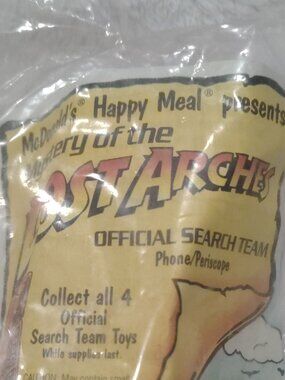 McDonald's® Happy Meal® presents
Mystery of the
LOST ARCHES
OFFICIAL SEARCH TEAM
Phone/Periscope
Collect all 4
Official
Search Team Toys
While supplies last.